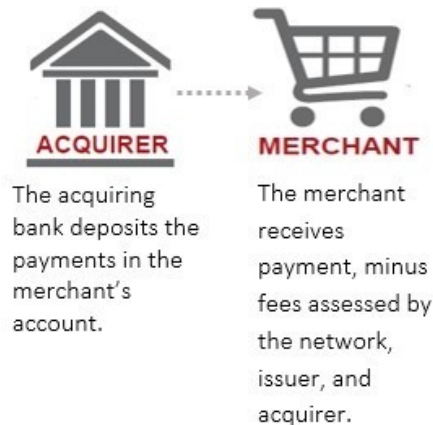 ACQUIRER
The acquiring
bank deposits the
payments in the
merchant's
account.
MERCHANT
The merchant
receives
payment, minus
fees assessed by
the network,
issuer, and
acquirer.